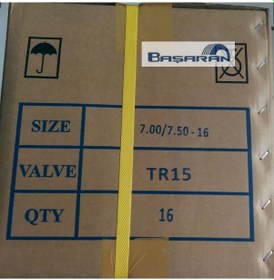 BAŞARAN
SIZE 7.00/7.50-16
VALVE TR15
QTY 16